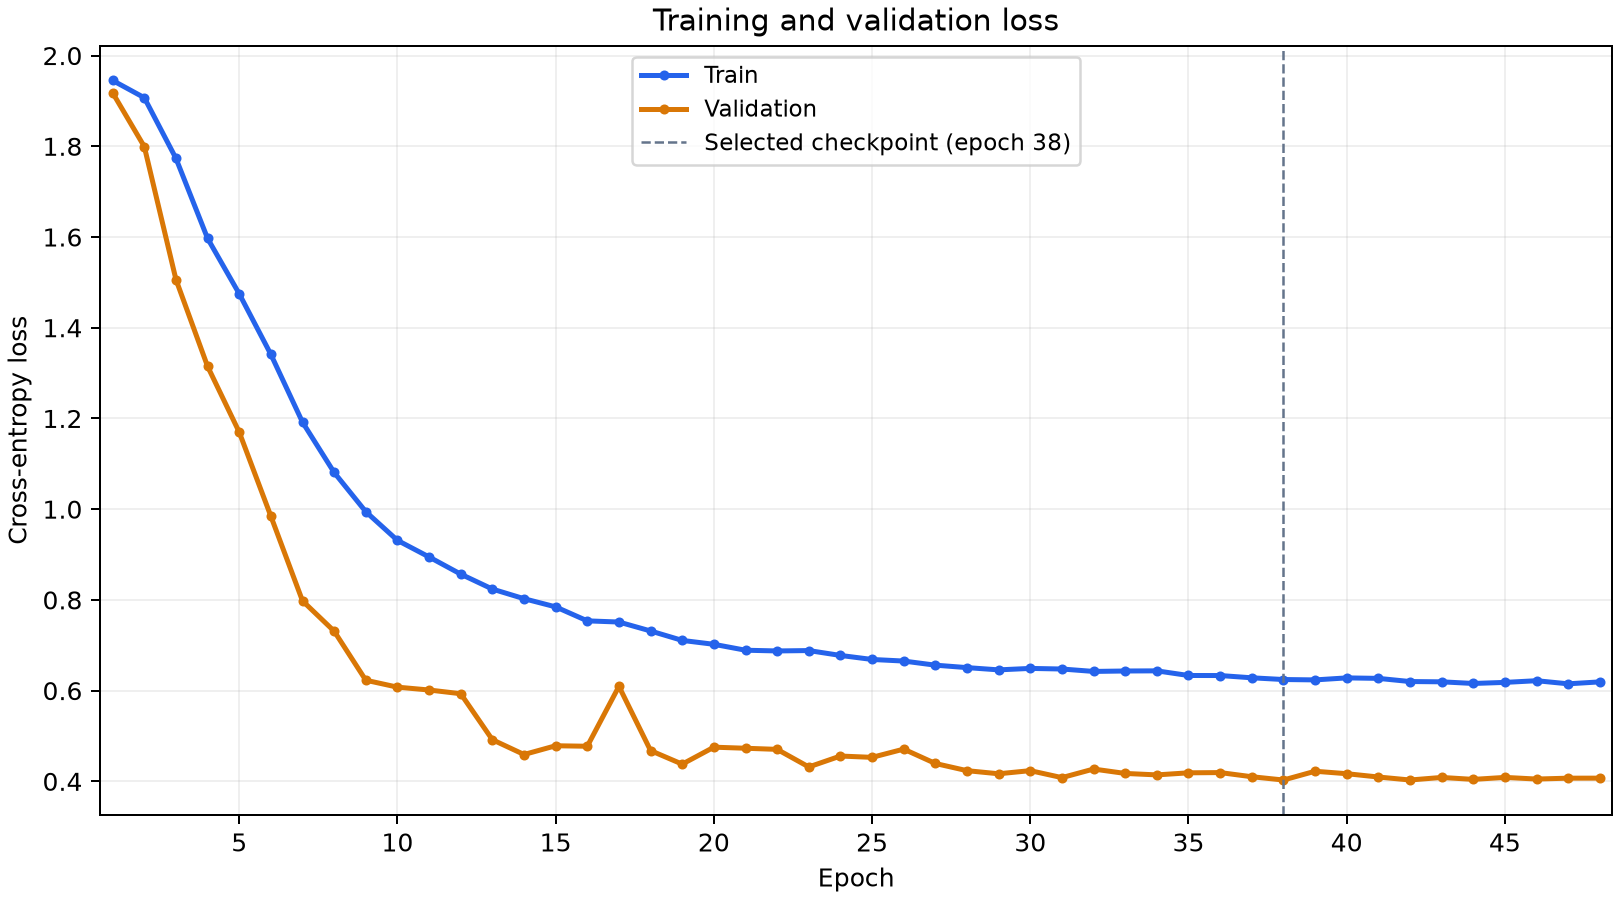 Training and validation loss
Train
Validation
Selected checkpoint (epoch 38)
Cross-entropy loss
2.0
1.8
1.6
1.4
1.2
1.0
0.8
0.6
0.4
5 10 15 20 25 30 35 40 45
Epoch